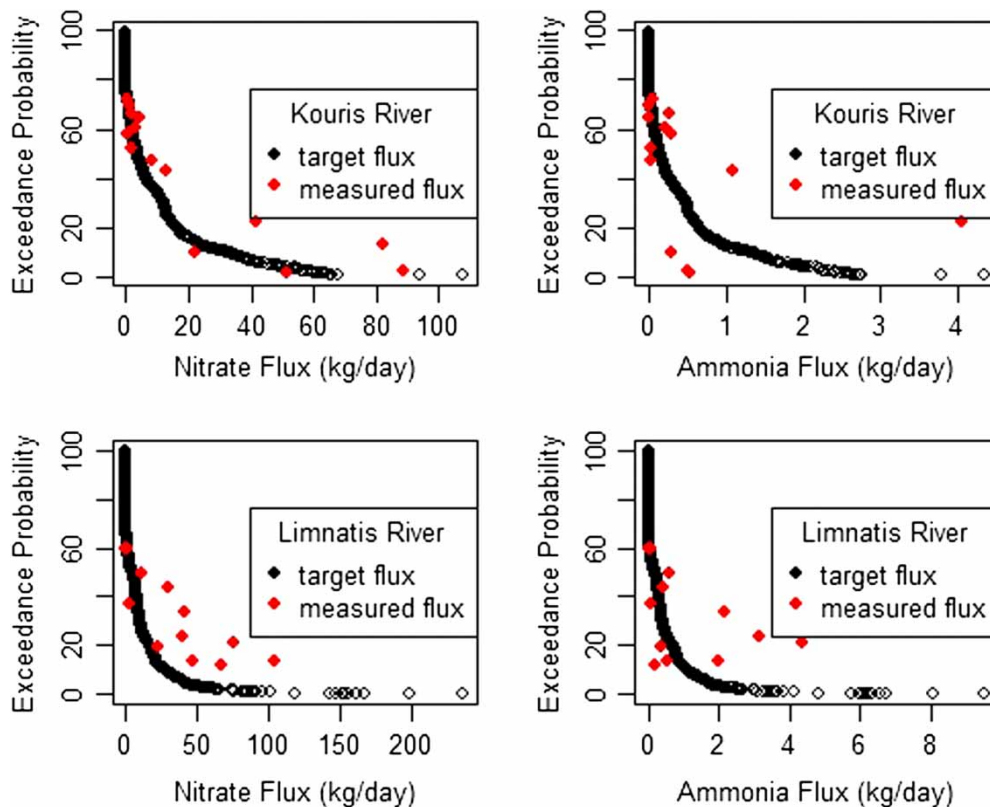 Exceedance Probability
100
60
20
0
Kouris River
target flux
measured flux
0 20 40 60 80 100
Nitrate Flux (kg/day)
Exceedance Probability
100
60
20
0
Kouris River
target flux
measured flux
0 1 2 3 4
Ammonia Flux (kg/day)
Exceedance Probability
100
60
20
0
Limnatis River
target flux
measured flux
0 50 100 150 200
Nitrate Flux (kg/day)
Exceedance Probability
100
60
20
0
Limnatis River
target flux
measured flux
0 2 4 6 8
Ammonia Flux (kg/day)